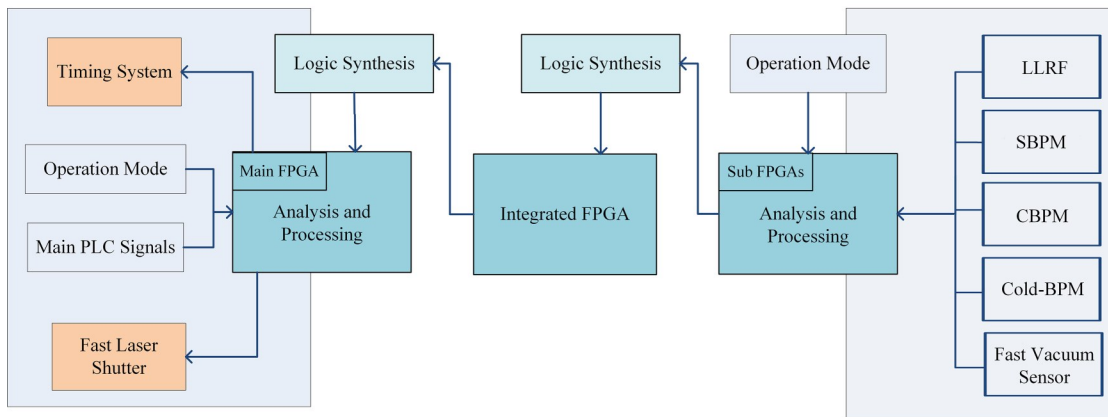 Timing System
Logic Synthesis
Logic Synthesis
Operation Mode
LLRF
SBPM
CBPM
Cold-BPM
Fast Vacuum
Sensor
Operation Mode
Main PLC Signals
Main FPGA
Analysis and
Processing
Integrated FPGA
Sub FPGAs
Analysis and
Processing
Fast Laser
Shutter